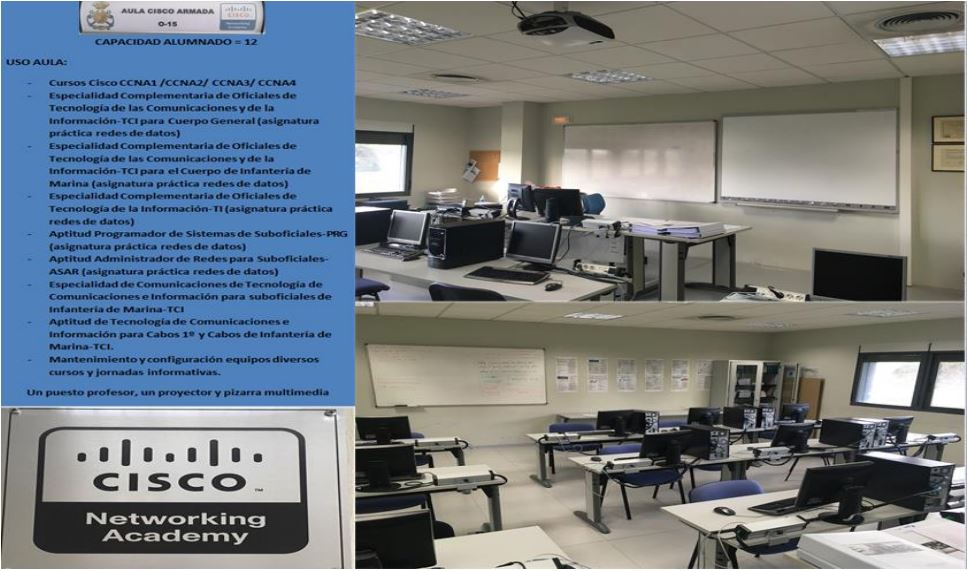 AULA CISCO ARMADA
0-15
CISCO
Networking
Academy
CAPACIDAD ALUMNADO = 12
USO AULA:
- Cursos Cisco CCNA1 /CCNA2/ CCNA3/ CCNA4
- Especialidad Complementaria de Oficiales de
Tecnología de las Comunicaciones y de la
Información-TCI para Cuerpo General (asignatura
práctica redes de datos)
- Especialidad Complementaria de Oficiales de
Tecnología de las Comunicaciones y de la
Información-TCI para el Cuerpo de Infantería de
Marina (asignatura práctica redes de datos)
- Especialidad Complementaria de Oficiales de
Tecnología de la Información-TI (asignatura práctica
redes de datos)
- Aptitud Programador de Sistemas de Suboficiales-PRG
(asignatura práctica redes de datos)
- Aptitud Administrador de Redes para Suboficiales-
ASAR (asignatura práctica redes de datos)
- Especialidad de Comunicaciones de Tecnología de
Comunicaciones e Información para suboficiales de
Infantería de Marina-TCI
- Aptitud de Tecnología de Comunicaciones e
Información para Cabos 1º y Cabos de Infantería de
Marina-TCI.
- Mantenimiento y configuración equipos diversos
cursos y jornadas informativas.
Un puesto profesor, un proyector y pizarra multimedia
CISCO TM
Networking
Academy